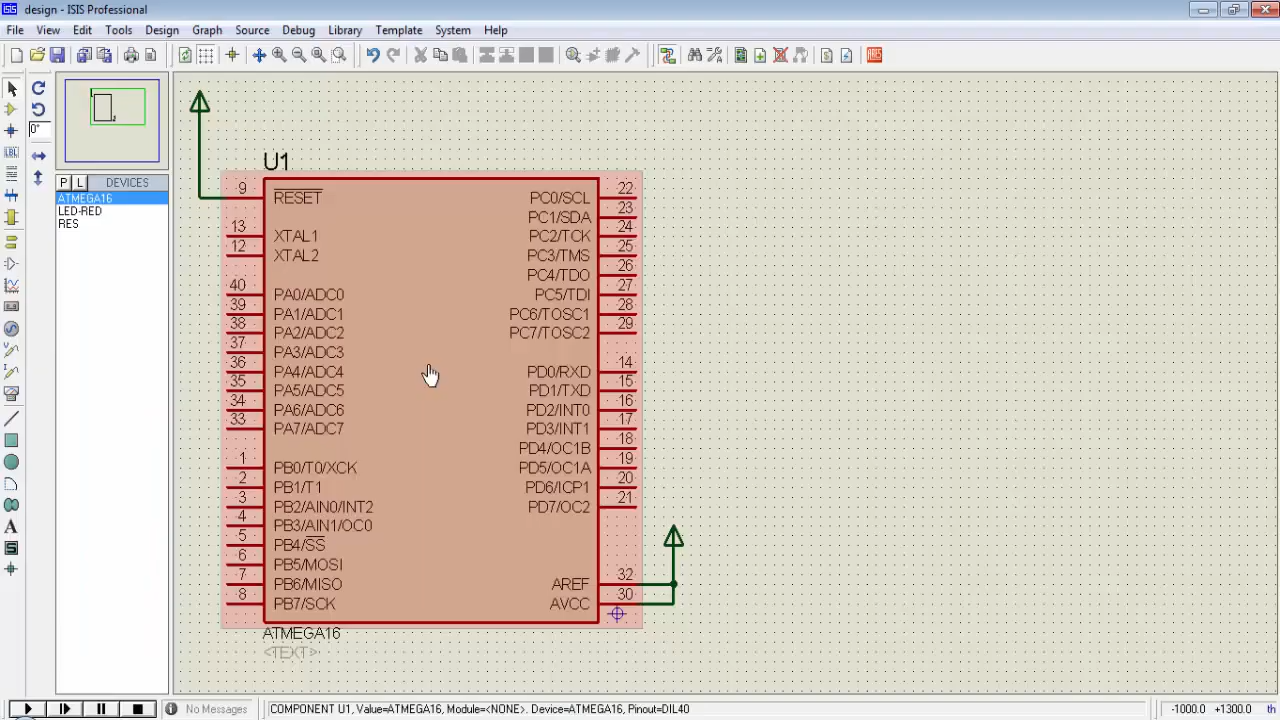 design - ISIS Professional
File View Edit Tools Design Graph Source Debug Library Template System Help
0°
P L DEVICES
ATMEGA16
LED-RED
RES
LBL
A
S
U1
9 RESET PC0/SCL 22
PC1/SDA 23
13 XTAL1 PC2/TCK 24
12 XTAL2 PC3/TMS 25
PC4/TDO 26
40 PA0/ADC0 PC5/TDI 27
39 PA1/ADC1 PC6/TOSC1 28
38 PA2/ADC2 PC7/TOSC2 29
37 PA3/ADC3
36 PA4/ADC4 PD0/RXD 14
35 PA5/ADC5 PD1/TXD 15
34 PA6/ADC6 PD2/INT0 16
33 PA7/ADC7 PD3/INT1 17
PD4/OC1B 18
1 PB0/T0/XCK PD5/OC1A 19
2 PB1/T1 PD6/ICP1 20
3 PB2/AIN0/INT2 PD7/OC2 21
4 PB3/AIN1/OC0
5 PB4/SS
6 PB5/MOSI
7 PB6/MISO AREF 32
8 PB7/SCK AVCC 30
ATMEGA16
<TEXT>
No Messages COMPONENT U1, Value=ATMEGA16, Module=<NONE>. Device=ATMEGA16, Pinout=DIL40 -1000.0 +1300.0 th